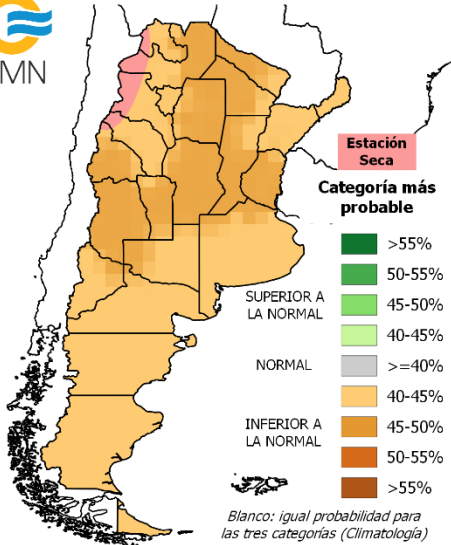 MN
Estación
Seca
Categoría más
probable
>55%
50-55%
45-50%
SUPERIOR A
LA NORMAL
40-45%
NORMAL
>=40%
40-45%
INFERIOR A
LA NORMAL
45-50%
50-55%
>55%
Blanco: igual probabilidad para
las tres categorías (Climatología)